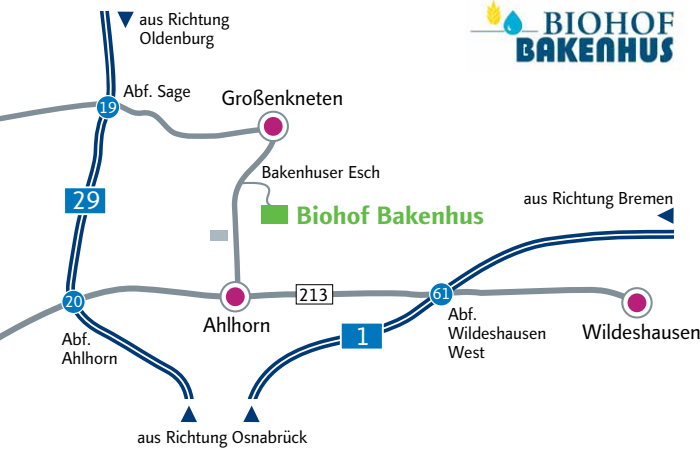 aus Richtung
Oldenburg
BIOHOF
BAKENHUS
Abf. Sage
19
Großenkneten
Bakenhuser Esch
29
Biohof Bakenhus
aus Richtung Bremen
20
213
61
Ahlhorn
Abf.
Ahlhorn
1
Abf.
Wildeshausen
West
Wildeshausen
aus Richtung Osnabrück